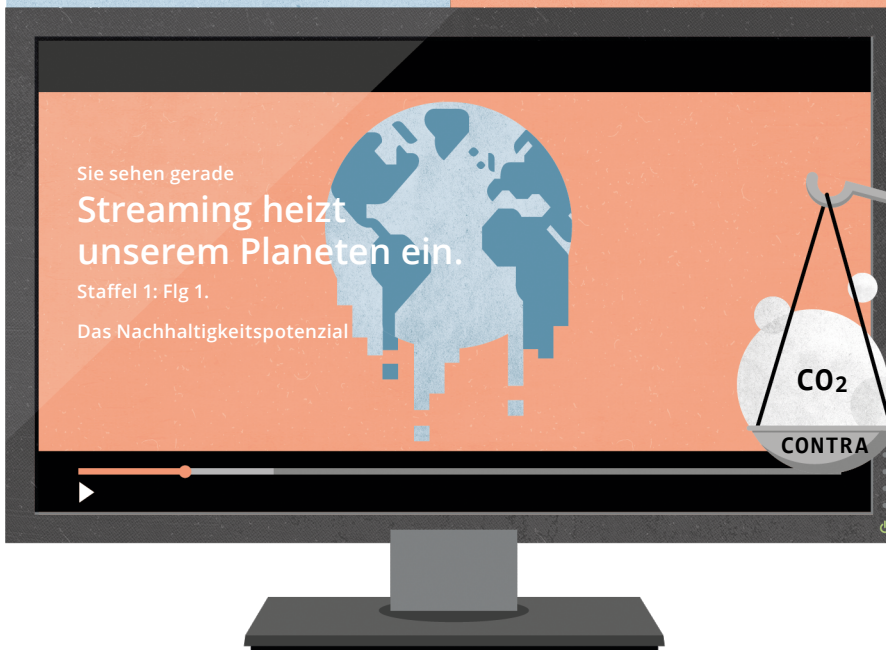 Sie sehen gerade
Streaming heizt
unserem Planeten ein.
Staffel 1: Flg 1.
Das Nachhaltigkeitspotenzial
CO₂
CONTRA